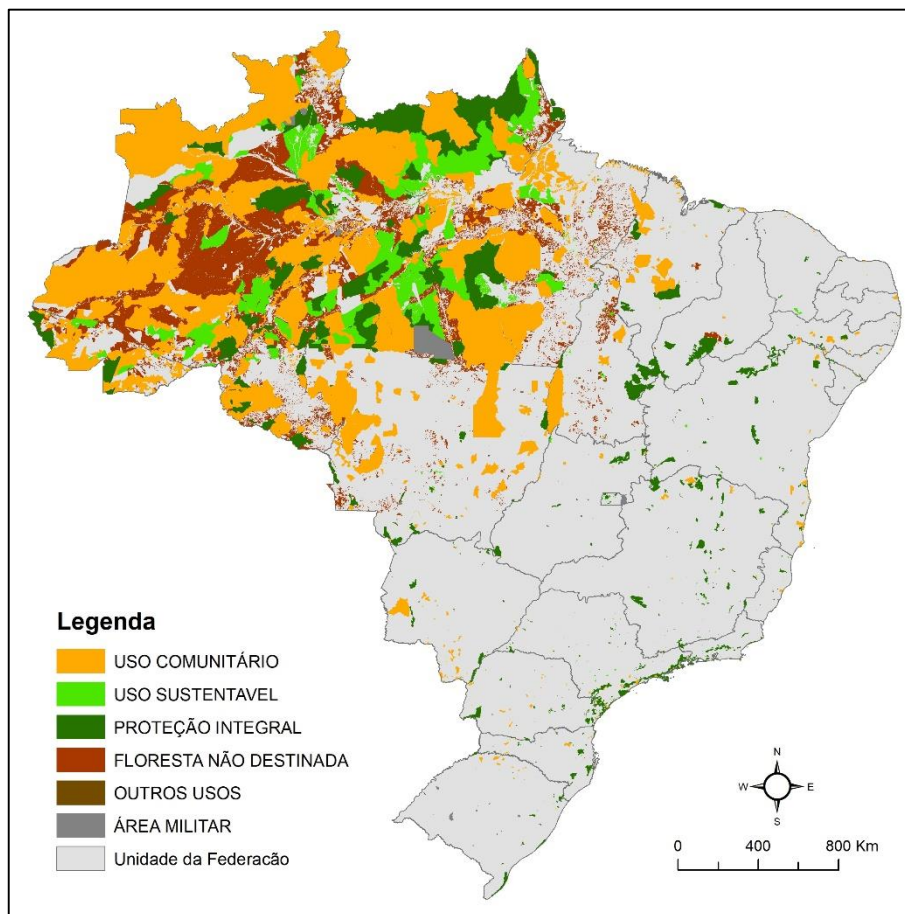 Legenda
USO COMUNITÁRIO
USO SUSTENTAVEL
PROTEÇÃO INTEGRAL
FLORESTA NÃO DESTINADA
OUTROS USOS
ÁREA MILITAR
Unidade da Federacão
N
W E
S
0 400 800 Km